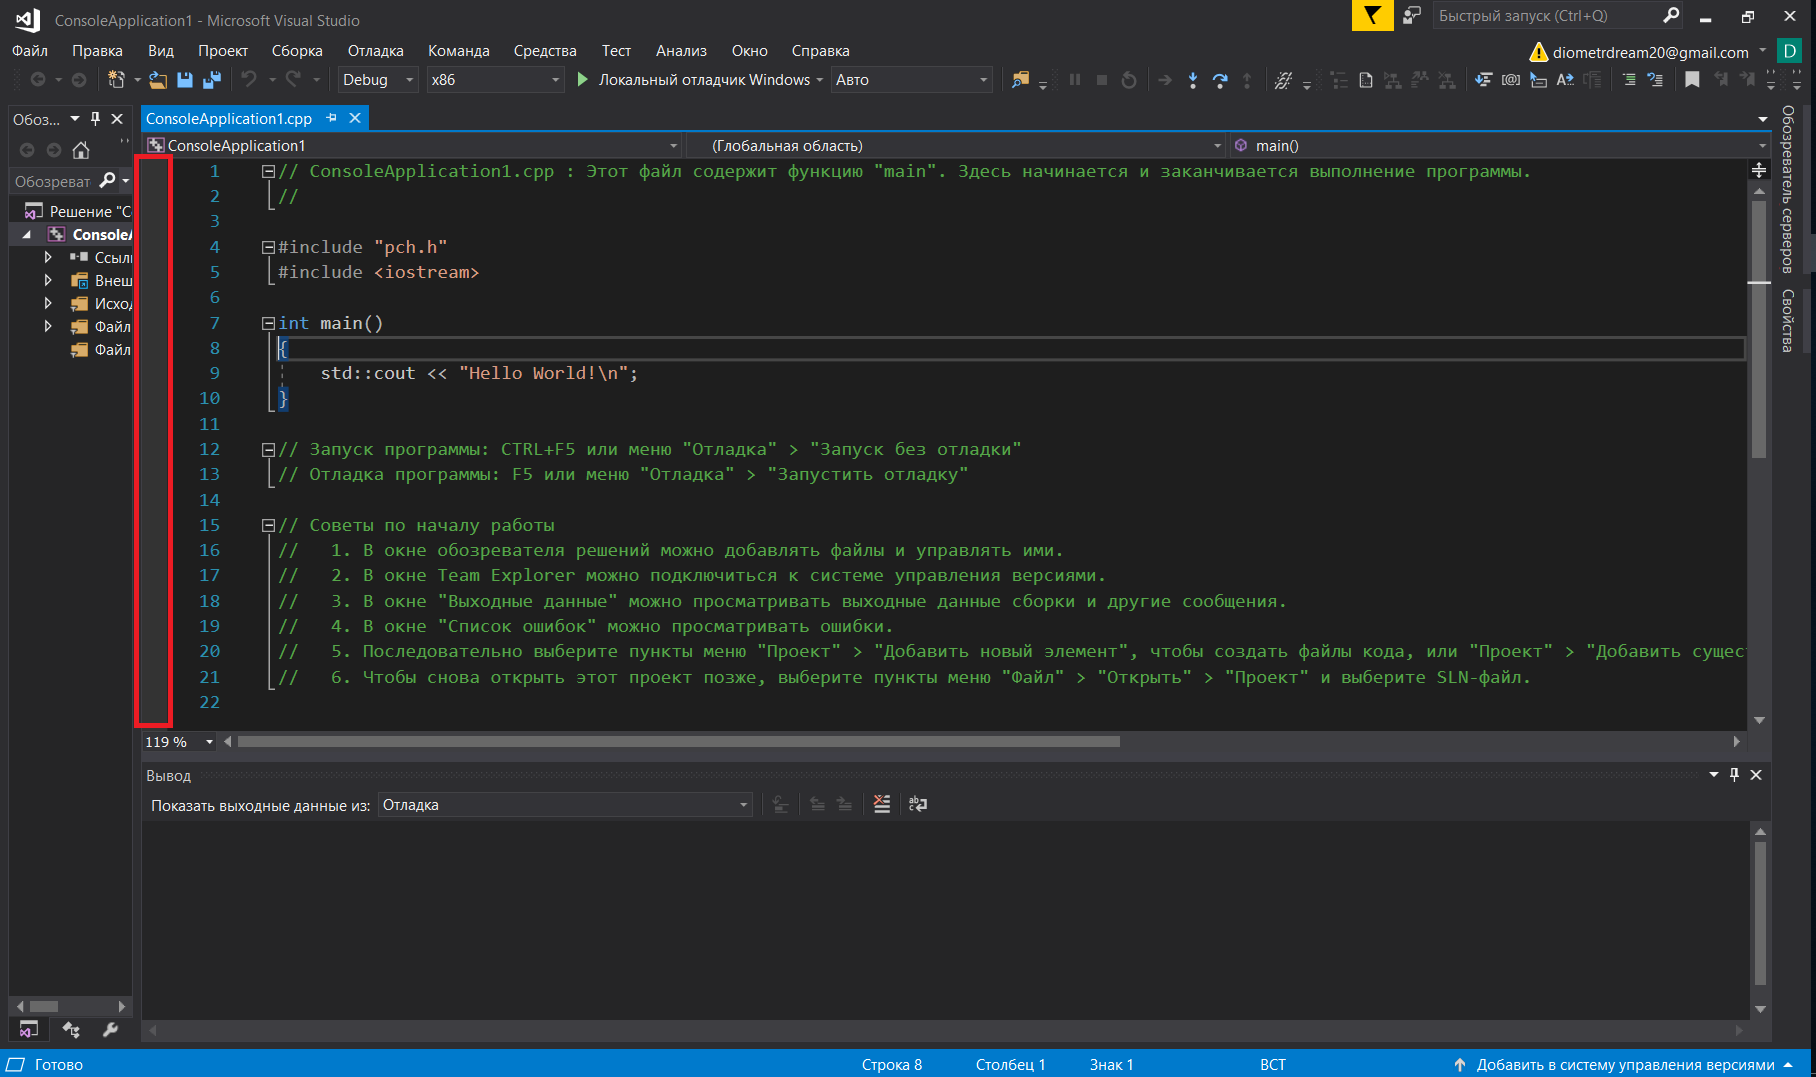 ConsoleApplication1 - Microsoft Visual Studio
Быстрый запуск (Ctrl+Q)
Файл Правка Вид Проект Сборка Отладка Команда Средства Тест Анализ Окно Справка
diometrdream20@gmail.com D
Debug x86 Локальный отладчик Windows Авто
Обоз...
ConsoleApplication1.cpp
ConsoleApplication1 (Глобальная область) main()
Обозреват
Решение "Co
ConsoleA
Ссыл
Внеш
Исход
Файл
Файл
1 // ConsoleApplication1.cpp : Этот файл содержит функцию "main". Здесь начинается и заканчивается выполнение программы.
2 //
3
4 #include "pch.h"
5 #include <iostream>
6
7 int main()
8 {
9 std::cout << "Hello World!\n";
10 }
11
12 // Запуск программы: CTRL+F5 или меню "Отладка" > "Запуск без отладки"
13 // Отладка программы: F5 или меню "Отладка" > "Запустить отладку"
14
15 // Советы по началу работы
16 // 1. В окне обозревателя решений можно добавлять файлы и управлять ими.
17 // 2. В окне Team Explorer можно подключиться к системе управления версиями.
18 // 3. В окне "Выходные данные" можно просматривать выходные данные сборки и другие сообщения.
19 // 4. В окне "Список ошибок" можно просматривать ошибки.
20 // 5. Последовательно выберите пункты меню "Проект" > "Добавить новый элемент", чтобы создать файлы кода, или "Проект" > "Добавить сущест
21 // 6. Чтобы снова открыть этот проект позже, выберите пункты меню "Файл" > "Открыть" > "Проект" и выберите SLN-файл.
22
119 %
Обозреватель серверов
Свойства
Вывод
Показать выходные данные из: Отладка
Готово Строка 8 Столбец 1 Знак 1 ВСТ Добавить в систему управления версиями